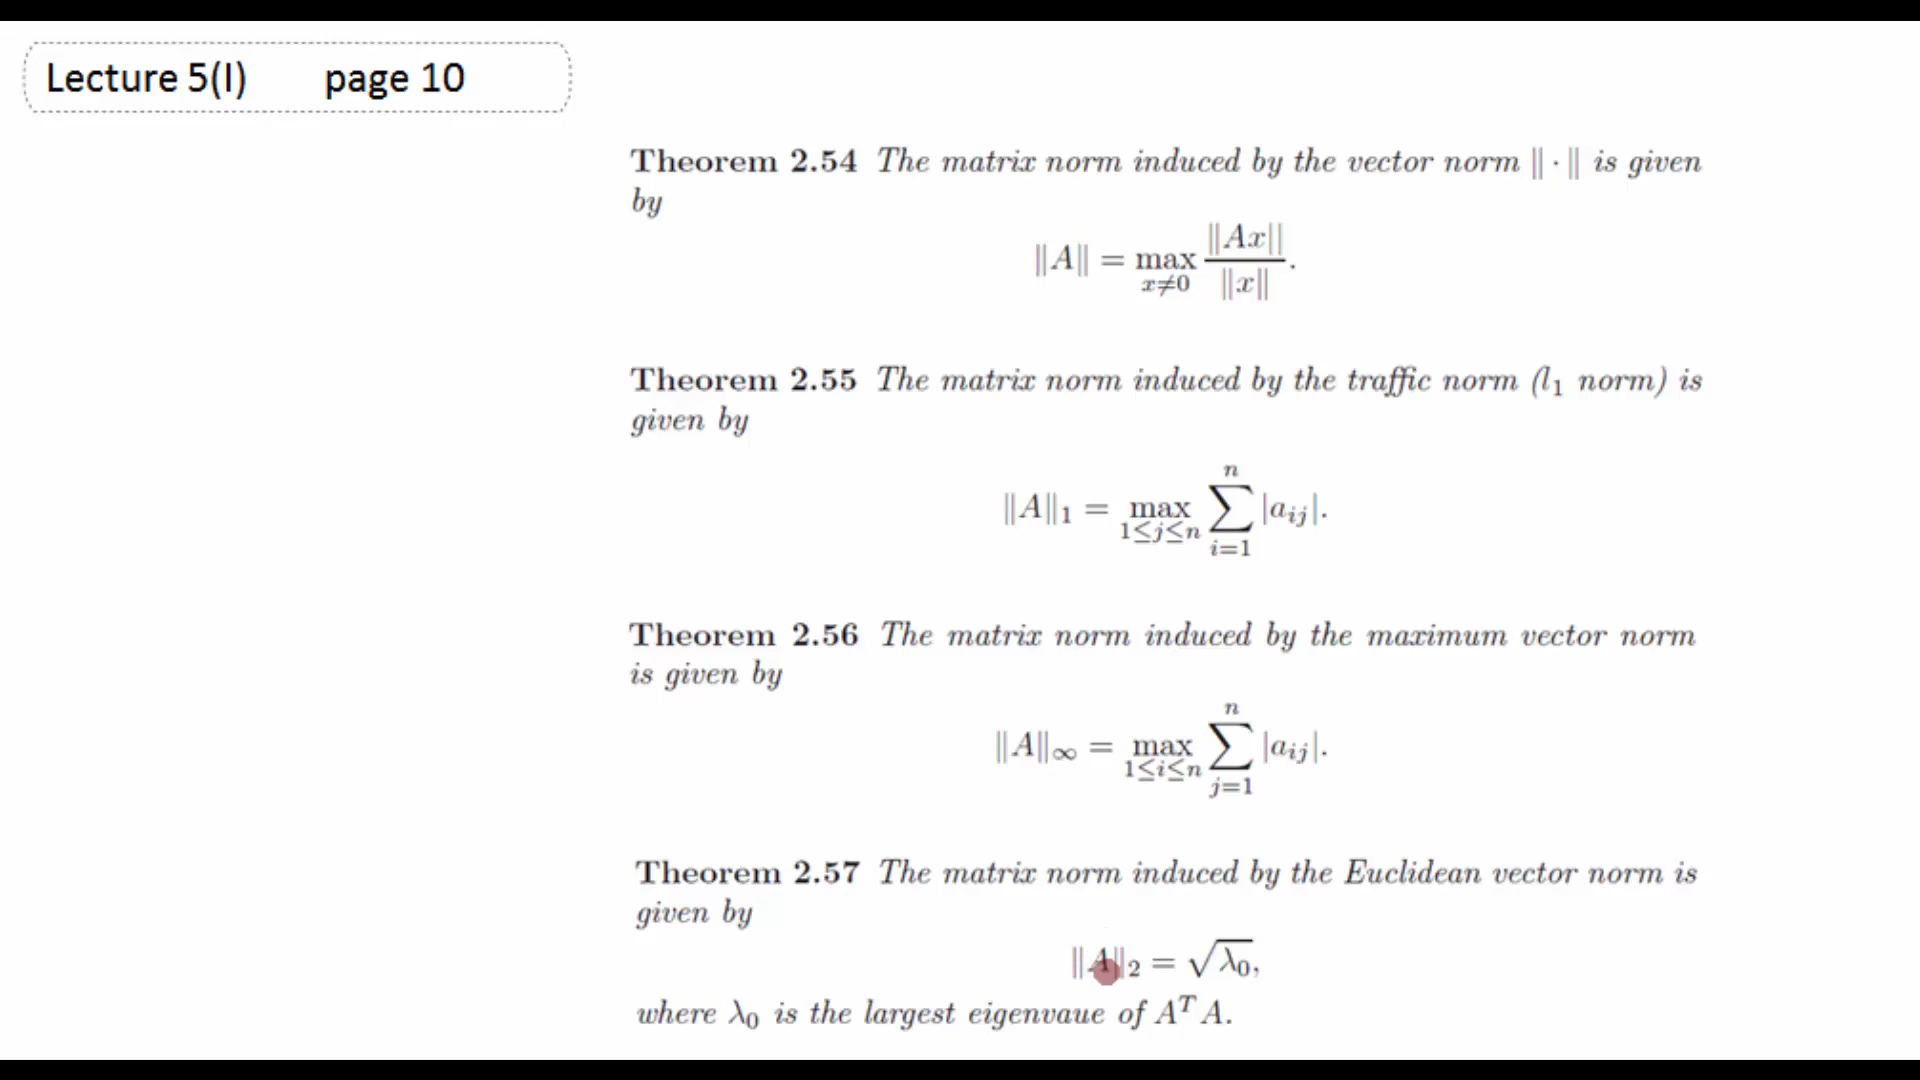 Lecture 5(I) page 10
Theorem 2.54 The matrix norm induced by the vector norm ‖ · ‖ is given
by
‖A‖ = max_{x≠0} ‖Ax‖ / ‖x‖.
Theorem 2.55 The matrix norm induced by the traffic norm (l₁ norm) is
given by
‖A‖₁ = max_{1≤j≤n} ∑_{i=1}^{n} |a_{ij}|.
Theorem 2.56 The matrix norm induced by the maximum vector norm
is given by
‖A‖_∞ = max_{1≤i≤n} ∑_{j=1}^{n} |a_{ij}|.
Theorem 2.57 The matrix norm induced by the Euclidean vector norm is
given by
‖A‖₂ = √λ₀,
where λ₀ is the largest eigenvaue of AᵀA.